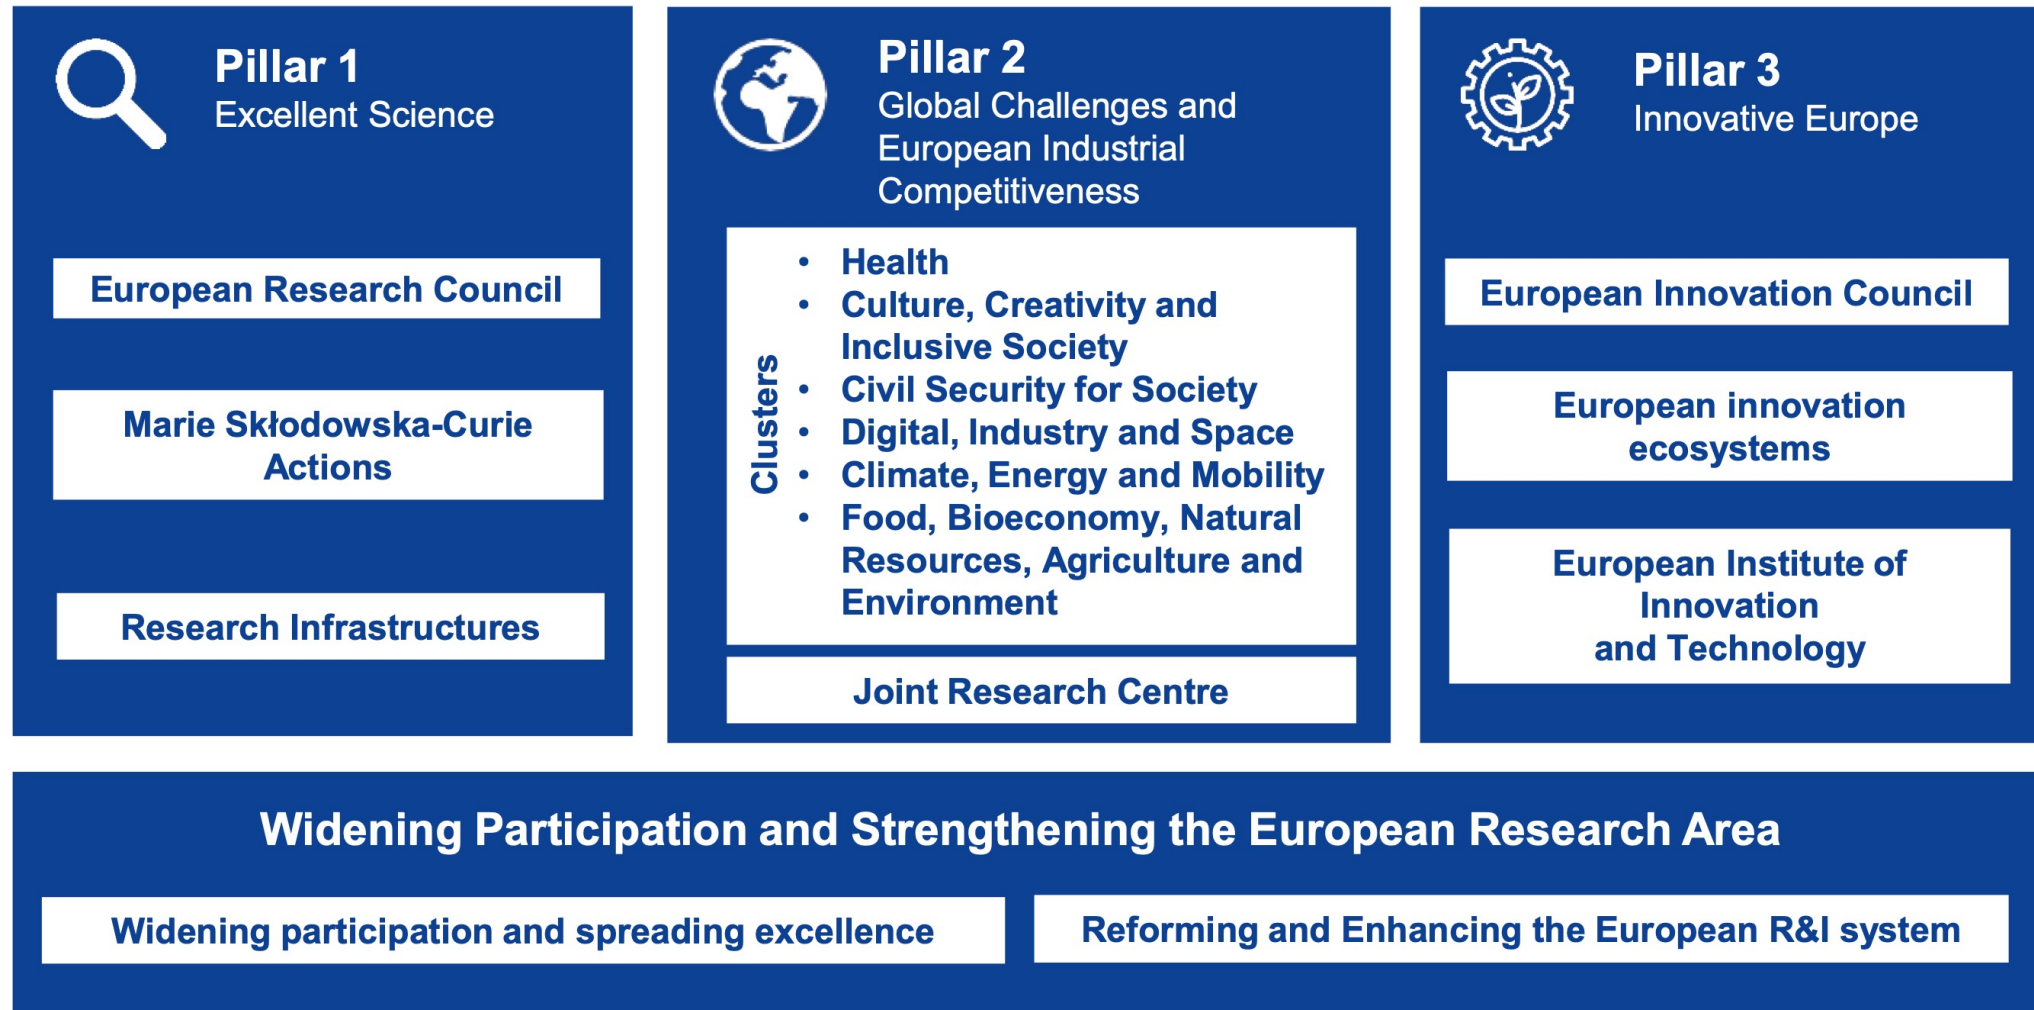 Pillar 1
Excellent Science
European Research Council
Marie Skłodowska-Curie
Actions
Research Infrastructures
Pillar 2
Global Challenges and
European Industrial
Competitiveness
Clusters
• Health
• Culture, Creativity and
Inclusive Society
• Civil Security for Society
• Digital, Industry and Space
• Climate, Energy and Mobility
• Food, Bioeconomy, Natural
Resources, Agriculture and
Environment
Joint Research Centre
Pillar 3
Innovative Europe
European Innovation Council
European innovation
ecosystems
European Institute of
Innovation
and Technology
Widening Participation and Strengthening the European Research Area
Widening participation and spreading excellence
Reforming and Enhancing the European R&I system